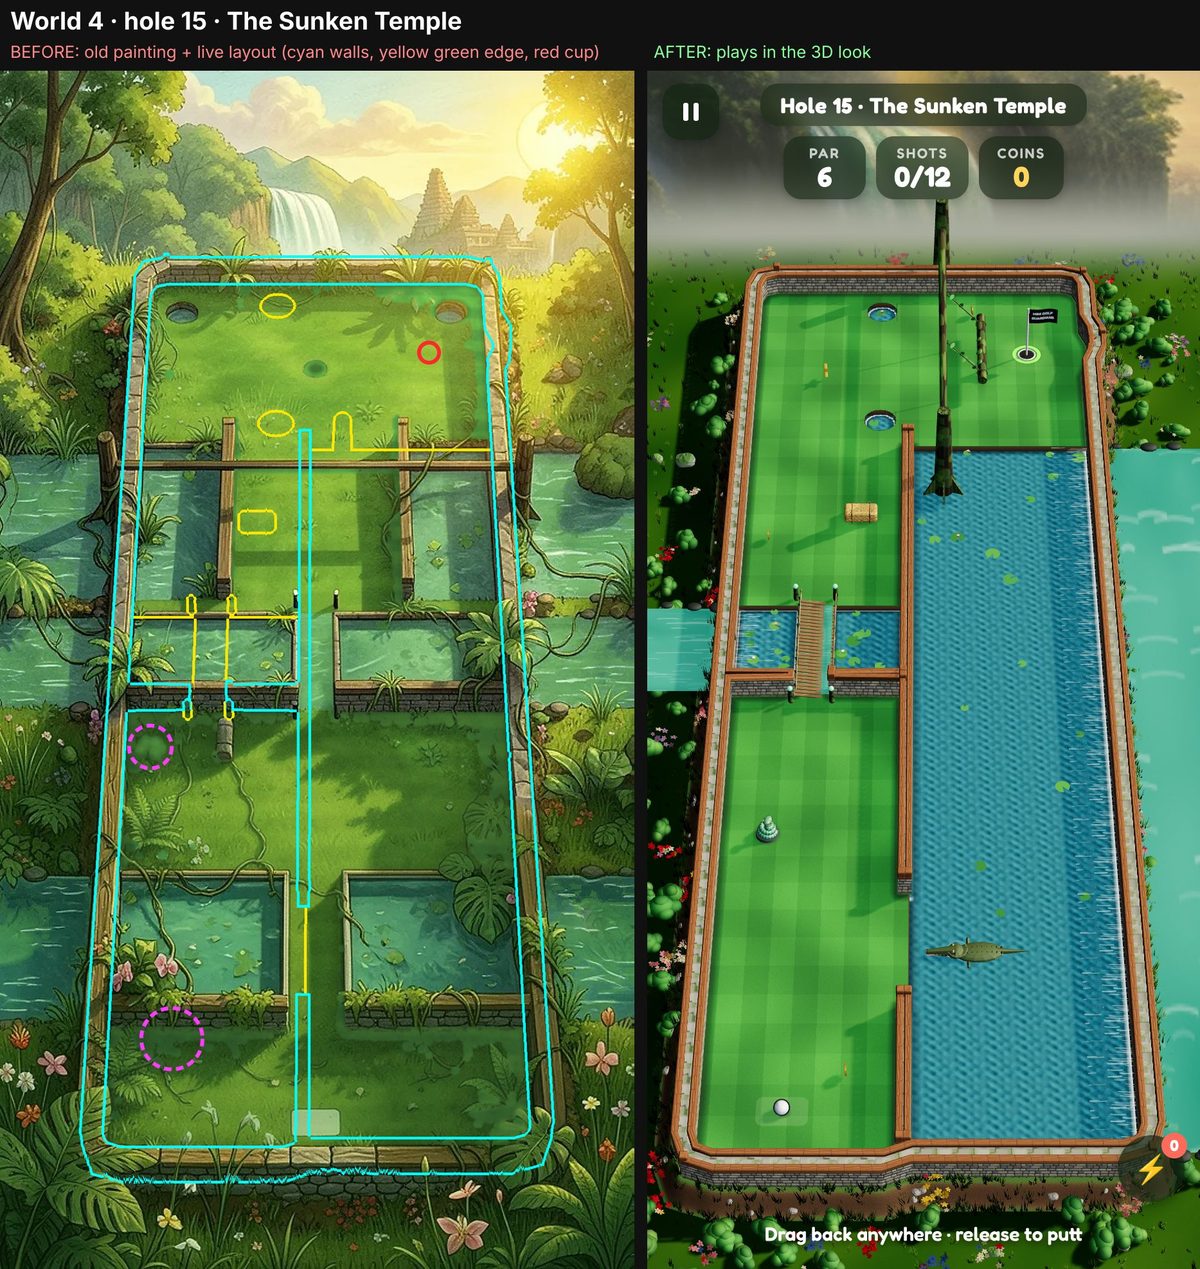 World 4 · hole 15 · The Sunken Temple
BEFORE: old painting + live layout (cyan walls, yellow green edge, red cup)
AFTER: plays in the 3D look
Hole 15 · The Sunken Temple
PAR
6
SHOTS
0/12
COINS
0
0
Drag back anywhere · release to putt